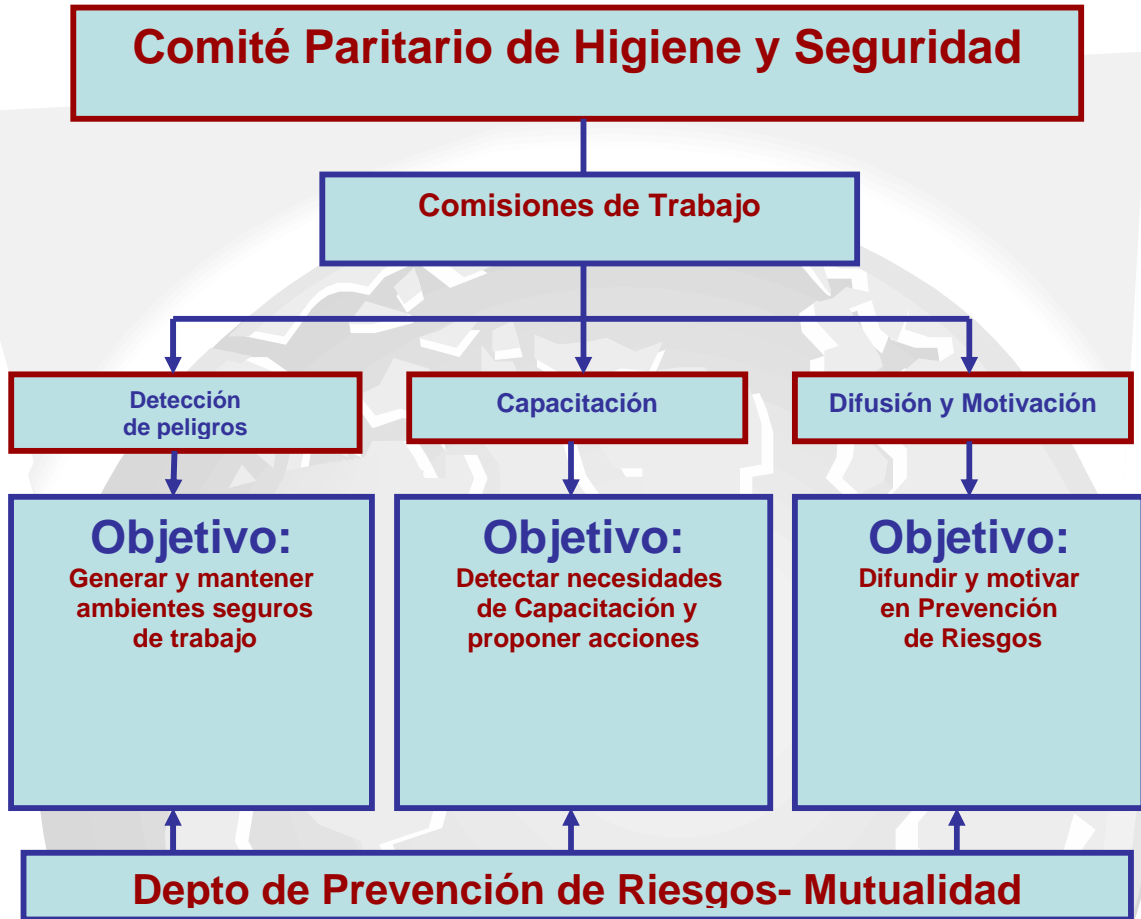 Comité Paritario de Higiene y Seguridad
Comisiones de Trabajo
Detección
de peligros
Capacitación
Difusión y Motivación
Objetivo:
Generar y mantener
ambientes seguros
de trabajo
Objetivo:
Detectar necesidades
de Capacitación y
proponer acciones
Objetivo:
Difundir y motivar
en Prevención
de Riesgos
Depto de Prevención de Riesgos- Mutualidad